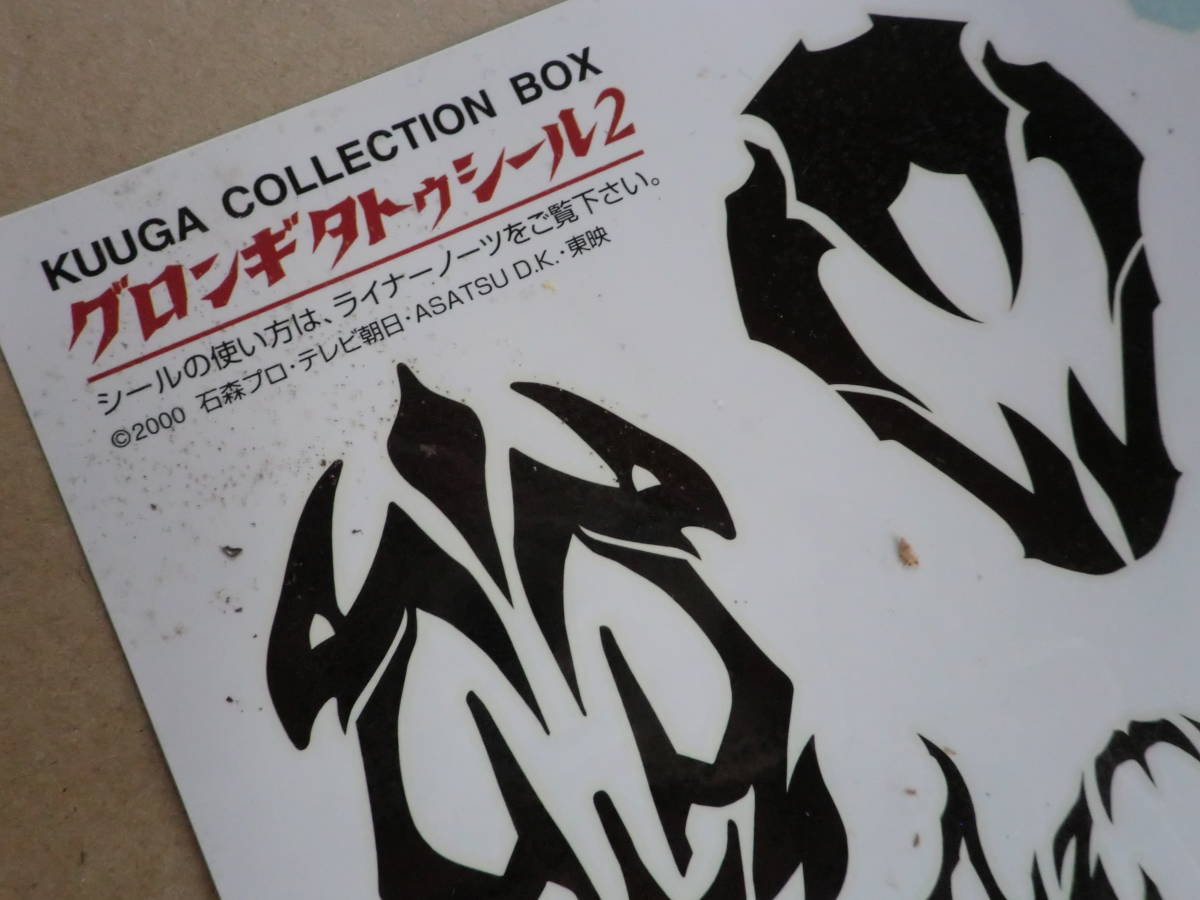 KUUGA COLLECTION BOX
グロンギタトゥシール2
シールの使い方は、ライナーノーツをご覧下さい。
©2000 石森プロ・テレビ朝日・ASATSU D.K.・東映